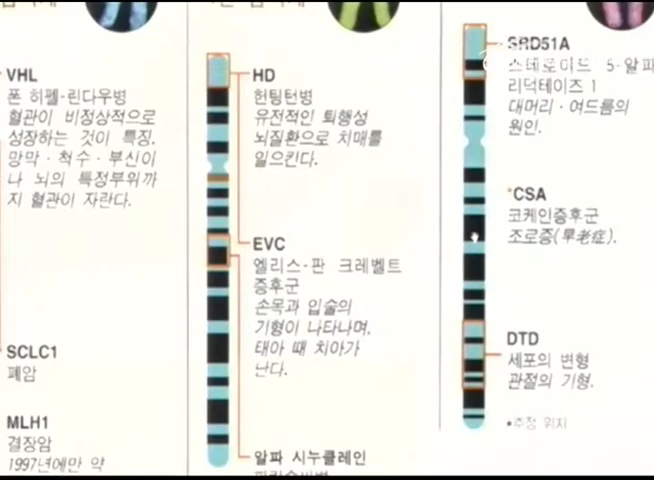 VHL
폰 히펠-린다우병
혈관이 비정상적으로
성장하는 것이 특징.
망막·척수·부신이
나 뇌의 특정부위까
지 혈관이 자란다.
SCLC1
폐암
MLH1
결장암
1997년에만 약
HD
헌팅턴병
유전적인 퇴행성
뇌질환으로 치매를
일으킨다.
EVC
엘리스-판 크레벨트
증후군
손목과 입술의
기형이 나타나며,
태아 때 치아가
난다.
알파 시누클레인
SRD51A
스테로이드 5-알파
리덕테이즈 1
대머리·여드름의
원인.
*CSA
코케인증후군
조로증(早老症).
DTD
세포의 변형
관절의 기형.
*추정 위치